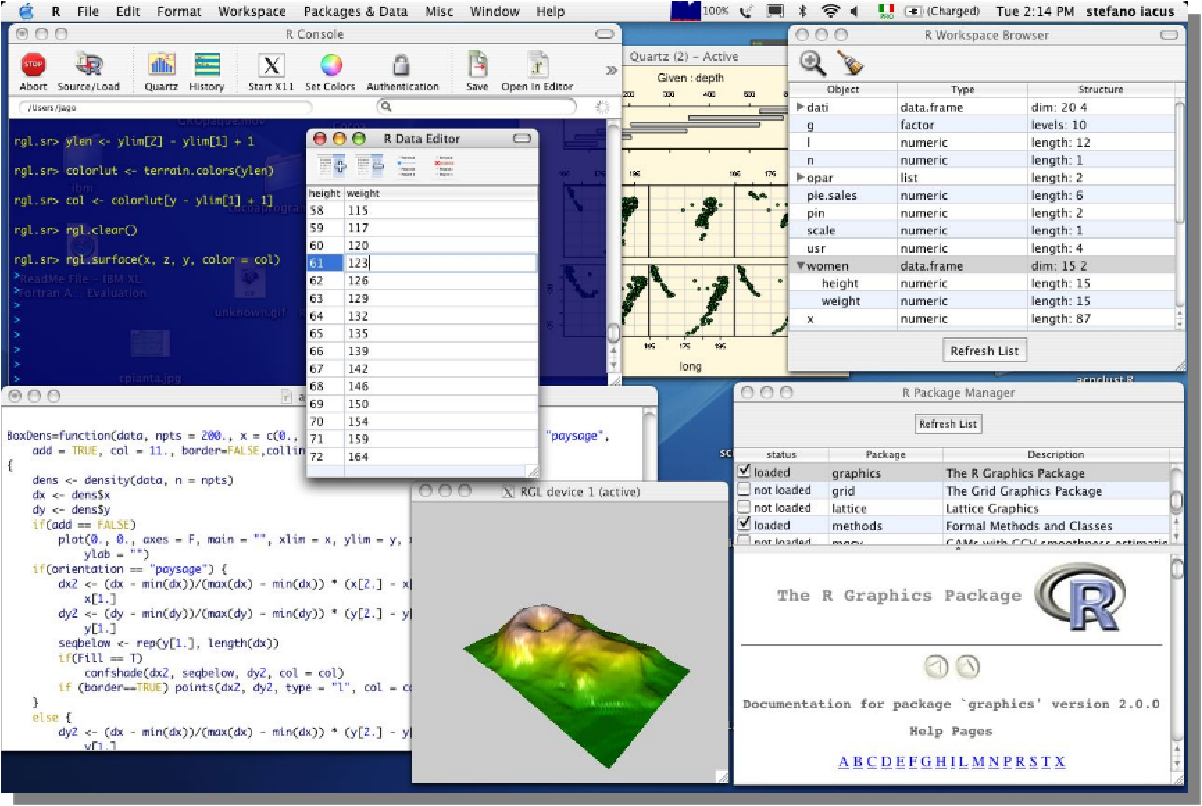 R File Edit Format Workspace Packages & Data Misc Window Help 100% (Charged) Tue 2:14 PM stefano iacus
R Console
STOP
Abort Source/Load Quartz History Start X11 Set Colors Authentication Save Open In Editor
/Users/jago
rgl.sr> ylen <- ylim[2] - ylim[1] + 1
rgl.sr> colorlut <- terrain.colors(ylen)
rgl.sr> col <- colorlut[y - ylim[1] + 1]
rgl.sr> rgl.clear()
rgl.sr> rgl.surface(x, z, y, color = col)
>
>
>
>
>
>
>
>
ReadMe File - IBM XL
Fortran A... Evaluation
unknown.gif
cpianta.jpg
R Data Editor
height weight
58 115
59 117
60 120
61 123
62 126
63 129
64 132
65 135
66 139
67 142
68 146
69 150
70 154
71 159
72 164
Quartz (2) - Active
Given : depth
165 175 185
long
R Workspace Browser
Object Type Structure
dati data.frame dim: 20 4
g factor levels: 10
l numeric length: 12
n numeric length: 1
opar list length: 2
pie.sales numeric length: 6
pin numeric length: 2
scale numeric length: 1
usr numeric length: 4
women data.frame dim: 15 2
height numeric length: 15
weight numeric length: 15
x numeric length: 87
Refresh List
BoxDens=function(data, npts = 200., x = c(0., "paysage",
add = TRUE, col = 11., border=FALSE,collin
{
dens <- density(data, n = npts)
dx <- dens$x
dy <- dens$y
if(add == FALSE)
plot(0., 0., axes = F, main = "", xlim = x, ylim = y,
ylab = "")
if(orientation == "paysage") {
dx2 <- (dx - min(dx))/(max(dx) - min(dx)) * (x[2.] - x[
x[1.]
dy2 <- (dy - min(dy))/(max(dy) - min(dy)) * (y[2.] - y[
y[1.]
seqbelow <- rep(y[1.], length(dx))
if(Fill == T)
confshade(dx2, seqbelow, dy2, col = col)
if (border==TRUE) points(dx2, dy2, type = "l", col = co
}
else {
dy2 <- (dx - min(dx))/(max(dx) - min(dx)) * (y[2.] - y[
y[1.]
RGL device 1 (active)
R Package Manager
Refresh List
status Package Description
loaded graphics The R Graphics Package
not loaded grid The Grid Graphics Package
not loaded lattice Lattice Graphics
loaded methods Formal Methods and Classes
not loaded mgcv GAMs with GCV smoothness estimatio
The R Graphics Package R
Documentation for package `graphics' version 2.0.0
Help Pages
A B C D E F G H I L M N P R S T X